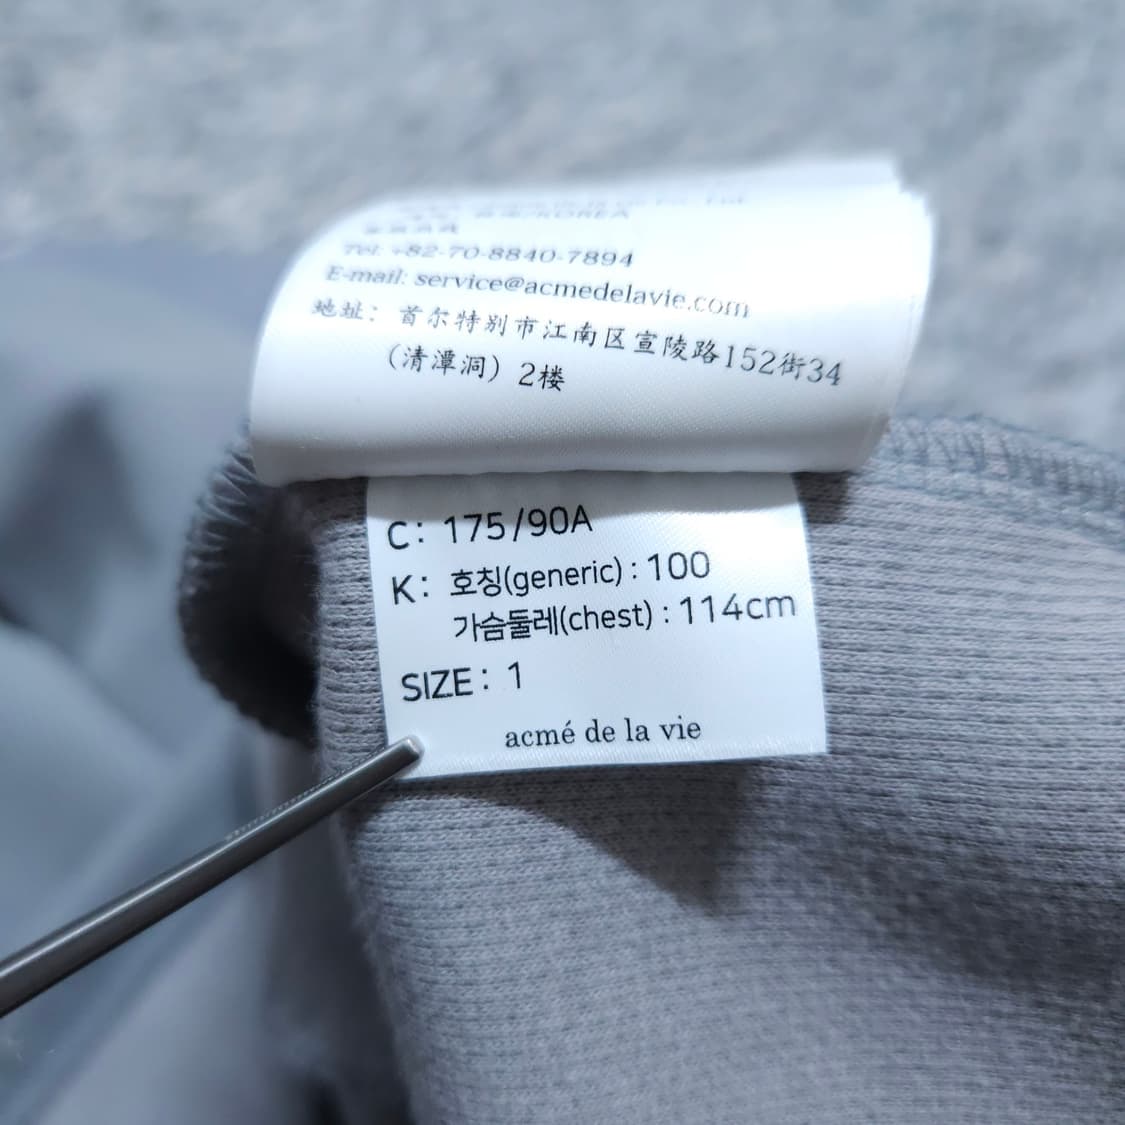 Tel: +82-70-8840-7894
E-mail: service@acmedelavie.com
地址：首尔特别市江南区宣陵路152街34
（清潭洞）2楼
C: 175/90A
K: 호칭(generic) : 100
가슴둘레(chest) : 114cm
SIZE : 1
acmé de la vie